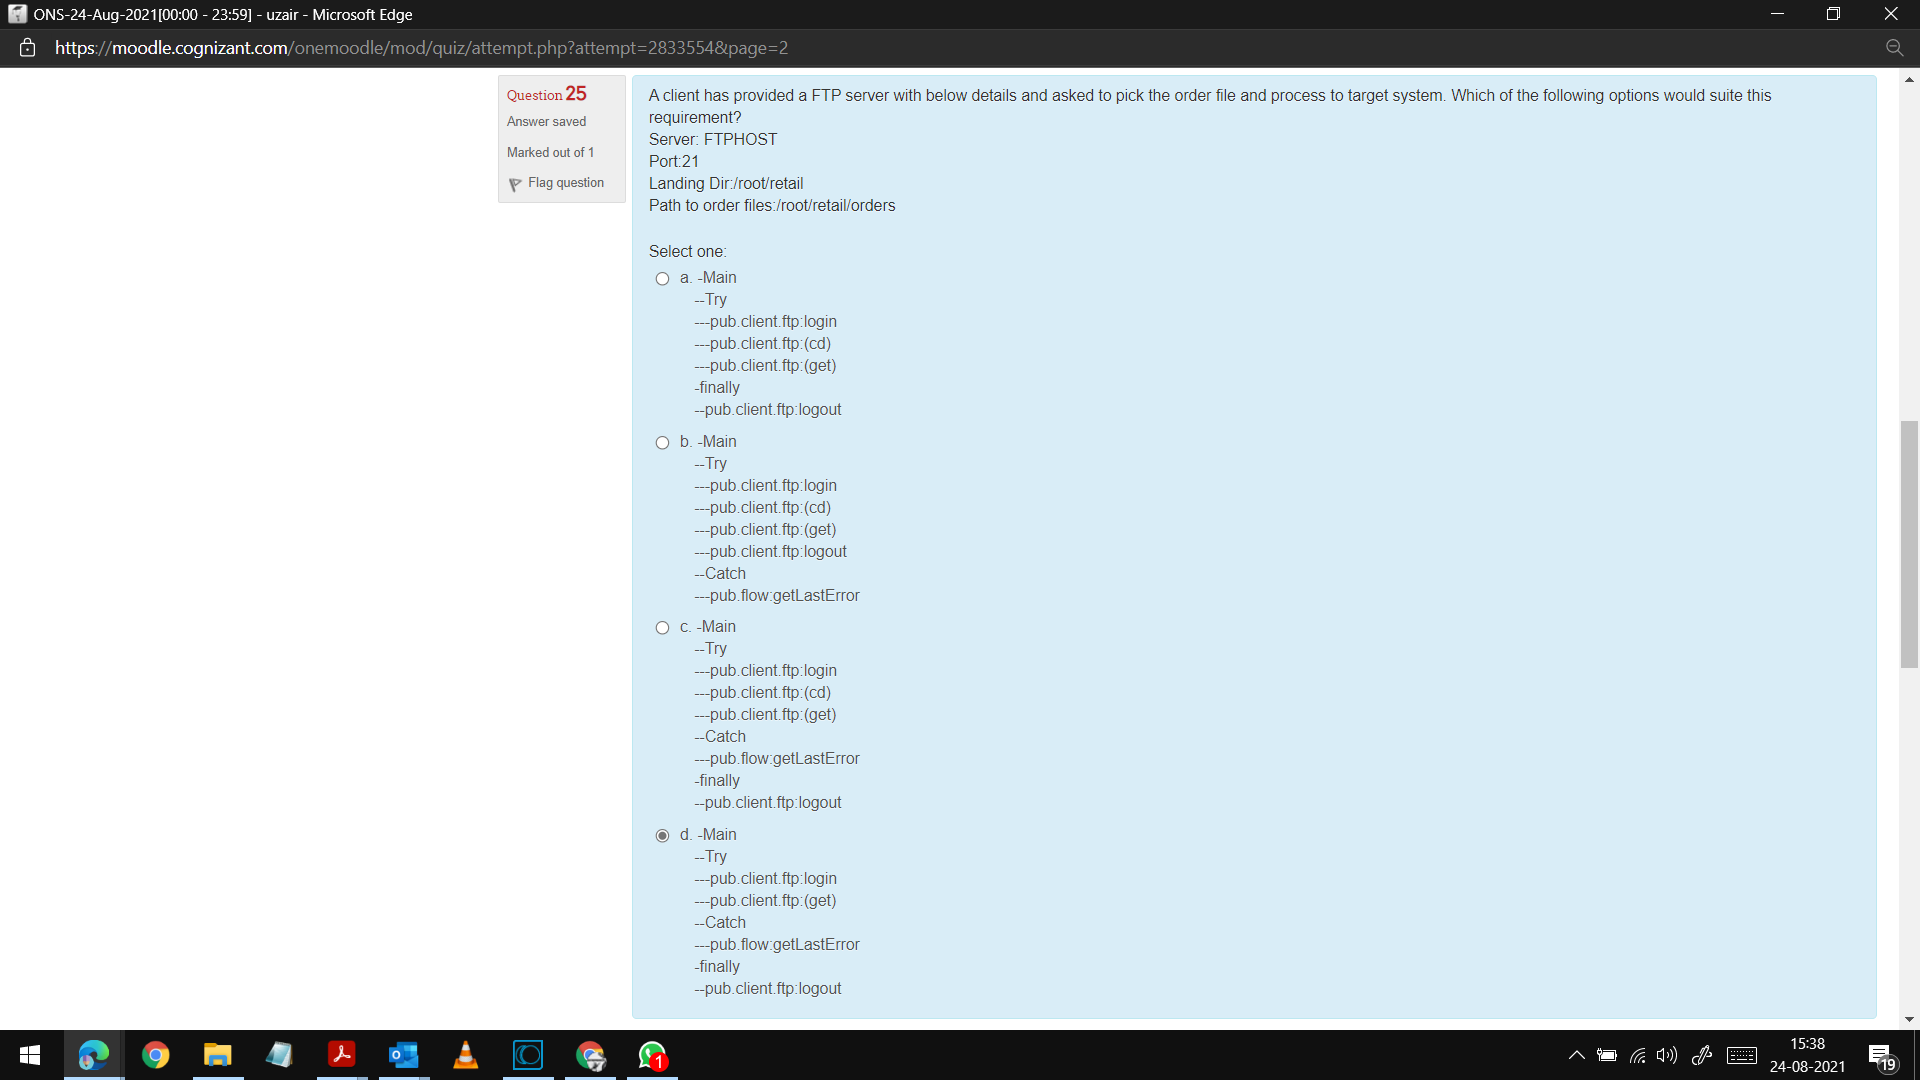 ONS-24-Aug-2021[00:00 - 23:59] - uzair - Microsoft Edge
https://moodle.cognizant.com/onemoodle/mod/quiz/attempt.php?attempt=2833554&page=2
Question 25
Answer saved
Marked out of 1
Flag question
A client has provided a FTP server with below details and asked to pick the order file and process to target system. Which of the following options would suite this
requirement?
Server: FTPHOST
Port:21
Landing Dir:/root/retail
Path to order files:/root/retail/orders
Select one:
a. -Main
--Try
---pub.client.ftp:login
---pub.client.ftp:(cd)
---pub.client.ftp:(get)
-finally
--pub.client.ftp:logout
b. -Main
--Try
---pub.client.ftp:login
---pub.client.ftp:(cd)
---pub.client.ftp:(get)
---pub.client.ftp:logout
--Catch
---pub.flow:getLastError
c. -Main
--Try
---pub.client.ftp:login
---pub.client.ftp:(cd)
---pub.client.ftp:(get)
--Catch
---pub.flow:getLastError
-finally
--pub.client.ftp:logout
d. -Main
--Try
---pub.client.ftp:login
---pub.client.ftp:(get)
--Catch
---pub.flow:getLastError
-finally
--pub.client.ftp:logout
1
15:38
24-08-2021
19